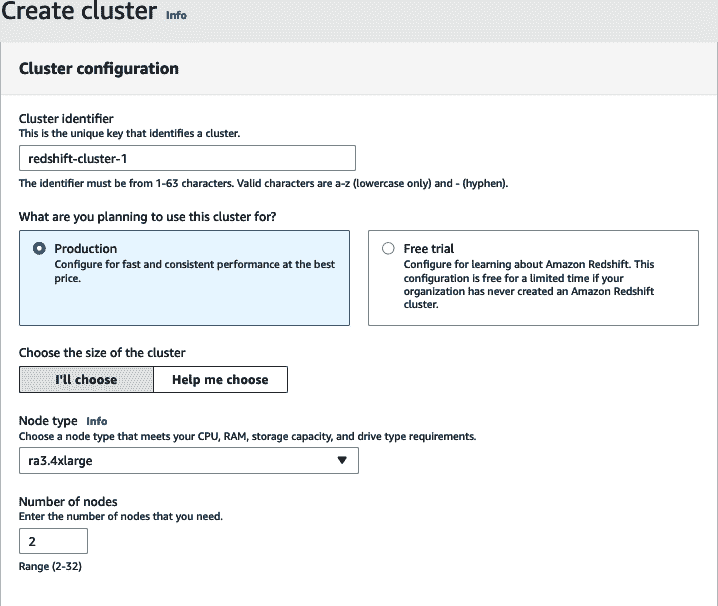 Create cluster Info
Cluster configuration
Cluster identifier
This is the unique key that identifies a cluster.
redshift-cluster-1
The identifier must be from 1-63 characters. Valid characters are a-z (lowercase only) and - (hyphen).
What are you planning to use this cluster for?
Production
Configure for fast and consistent performance at the best
price.
Free trial
Configure for learning about Amazon Redshift. This
configuration is free for a limited time if your
organization has never created an Amazon Redshift
cluster.
Choose the size of the cluster
I'll choose
Help me choose
Node type Info
Choose a node type that meets your CPU, RAM, storage capacity, and drive type requirements.
ra3.4xlarge
Number of nodes
Enter the number of nodes that you need.
2
Range (2-32)